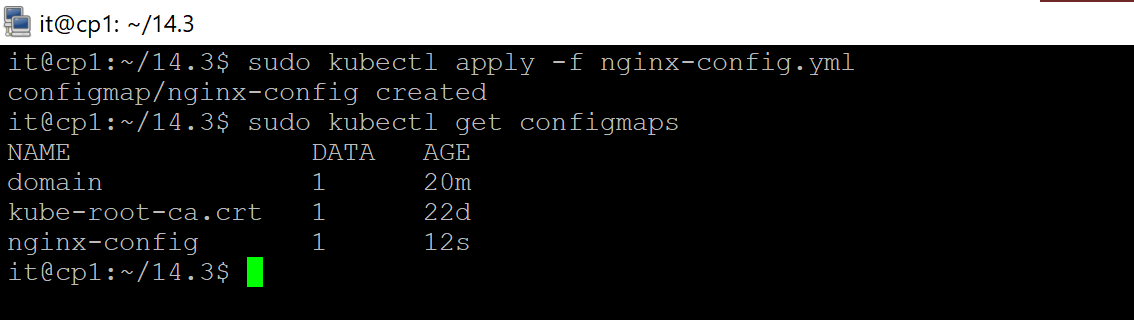 it@cp1: ~/14.3
it@cp1:~/14.3$ sudo kubectl apply -f nginx-config.yml
configmap/nginx-config created
it@cp1:~/14.3$ sudo kubectl get configmaps
NAME                DATA   AGE
domain              1      20m
kube-root-ca.crt    1      22d
nginx-config        1      12s
it@cp1:~/14.3$